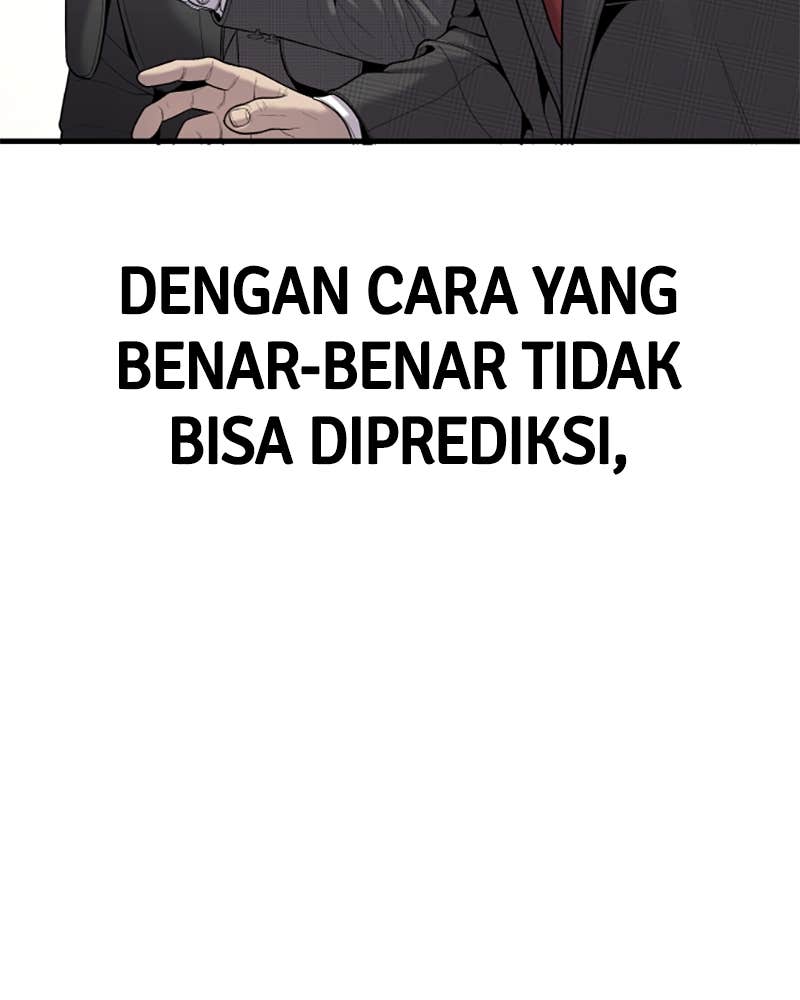 DENGAN CARA YANG
BENAR-BENAR TIDAK
BISA DIPREDIKSI,